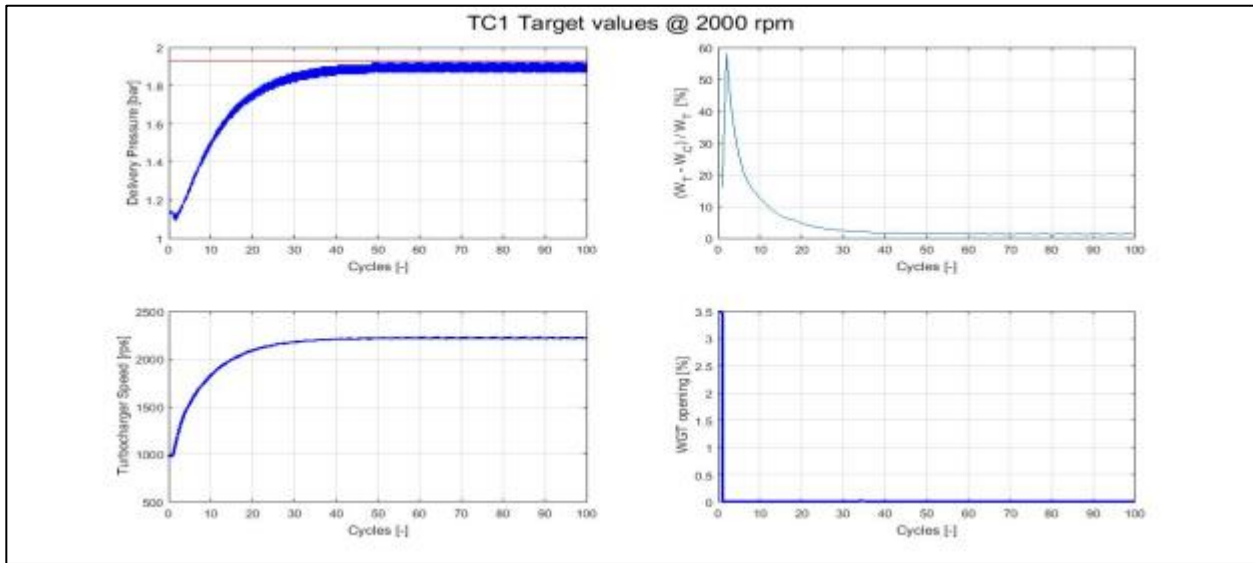 TC1 Target values @ 2000 rpm
Delivery Pressure [bar]
2
1.8
1.6
1.4
1.2
1
0 10 20 30 40 50 60 70 80 90 100
Cycles [-]
(W_T - W_C) / W_T [%]
60
50
40
30
20
10
0
0 10 20 30 40 50 60 70 80 90 100
Cycles [-]
Turbocharger Speed [rps]
2500
2000
1500
1000
500
0 10 20 30 40 50 60 70 80 90 100
Cycles [-]
WGT opening [%]
3.5
3
2.5
2
1.5
1
0.5
0
0 10 20 30 40 50 60 70 80 90 100
Cycles [-]